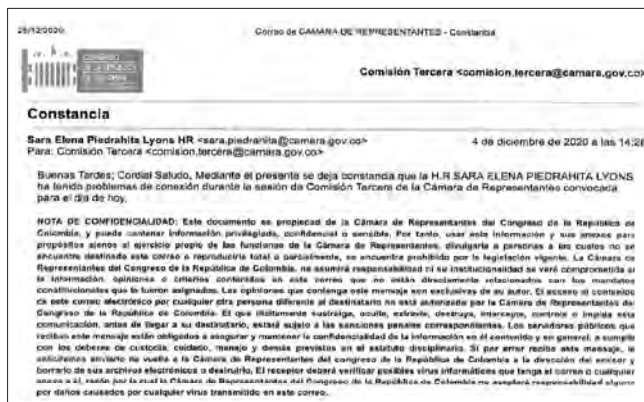 28/12/2020 Correo de CAMARA DE REPRESENTANTES - Constancia
Comisión Tercera <comision.tercera@camara.gov.co>
Constancia
Sara Elena Piedrahita Lyons HR <sara.piedrahita@camara.gov.co> 4 de diciembre de 2020 a las 14:28
Para: Comisión Tercera <comision.tercera@camara.gov.co>
Buenas Tardes; Cordial Saludo, Mediante el presente se deja constancia que la H.R SARA ELENA PIEDRAHITA LYONS
ha tenido problemas de conexión durante la sesión de Comisión Tercera de la Cámara de Representantes convocada
para el día de hoy.
NOTA DE CONFIDENCIALIDAD: Este documento es propiedad de la Cámara de Representantes del Congreso de la República de
Colombia, y puede contener información privilegiada, confidencial o sensible. Por tanto, usar esta información y sus anexos para
propósitos ajenos al ejercicio propio de las funciones de la Cámara de Representantes, divulgarla a personas a las cuales no se
encuentre destinado este correo o reproducirla total o parcialmente, se encuentra prohibido por la legislación vigente. La Cámara de
Representantes del Congreso de la República de Colombia, no asumirá responsabilidad ni su institucionalidad se verá comprometida si
la información, opiniones o criterios contenidos en este correo que no están directamente relacionados con los mandatos
constitucionales que le fueron asignados. Las opiniones que contenga este mensaje son exclusivas de su autor. El acceso al contenido
de este correo electrónico por cualquier otra persona diferente al destinatario no está autorizado por la Cámara de Representantes de
Congreso de la República de Colombia. El que ilícitamente sustraiga, oculte, extravíe, destruya, intercepte, controle o impida esta
comunicación, antes de llegar a su destinatario, estará sujeto a las sanciones penales correspondientes. Los servidores públicos que
reciban este mensaje están obligados a asegurar y mantener la confidencialidad de la información en él contenida y en general, a cumplir
con los deberes de custodia, cuidado, manejo y demás previstos en el estatuto disciplinario. Si por error recibe este mensaje, le
solicitamos enviarlo de vuelta a la Cámara de Representantes del congreso de la República de Colombia a la dirección del emisor y
borrarlo de sus archivos electrónicos o destruirlo. El receptor deberá verificar posibles virus informáticos que tenga el correo o cualquier
anexo a él, razón por la cual la Cámara de Representantes del Congreso de la República de Colombia no aceptará responsabilidad alguna
por daños causados por cualquier virus transmitido en este correo.